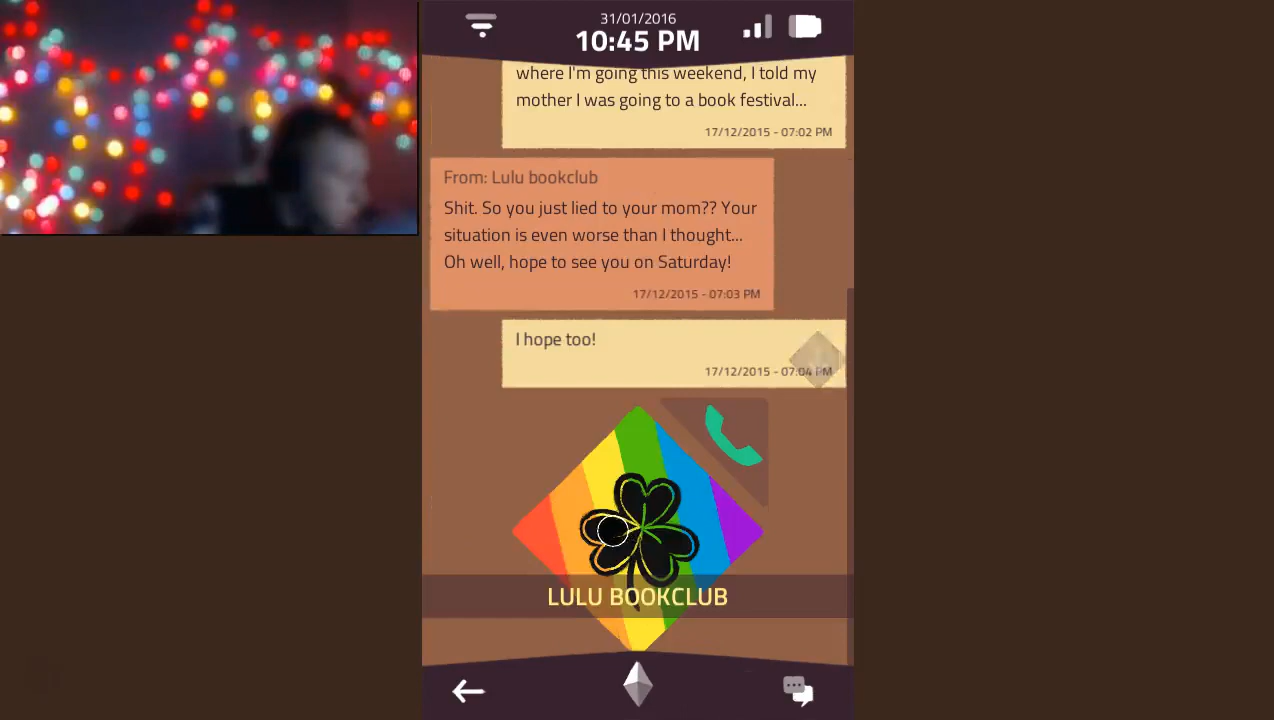 31/01/2016
10:45 PM
where I'm going this weekend, I told my
mother I was going to a book festival...
17/12/2015 - 07:02 PM
From: Lulu bookclub
Shit. So you just lied to your mom?? Your
situation is even worse than I thought...
Oh well, hope to see you on Saturday!
17/12/2015 - 07:03 PM
I hope too!
17/12/2015 - 07:04 PM
LULU BOOKCLUB